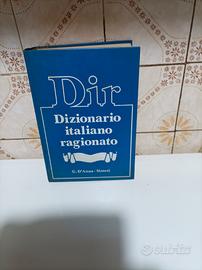 Dir
Dizionario
italiano
ragionato
G. D'Anna - Sintesi
subito